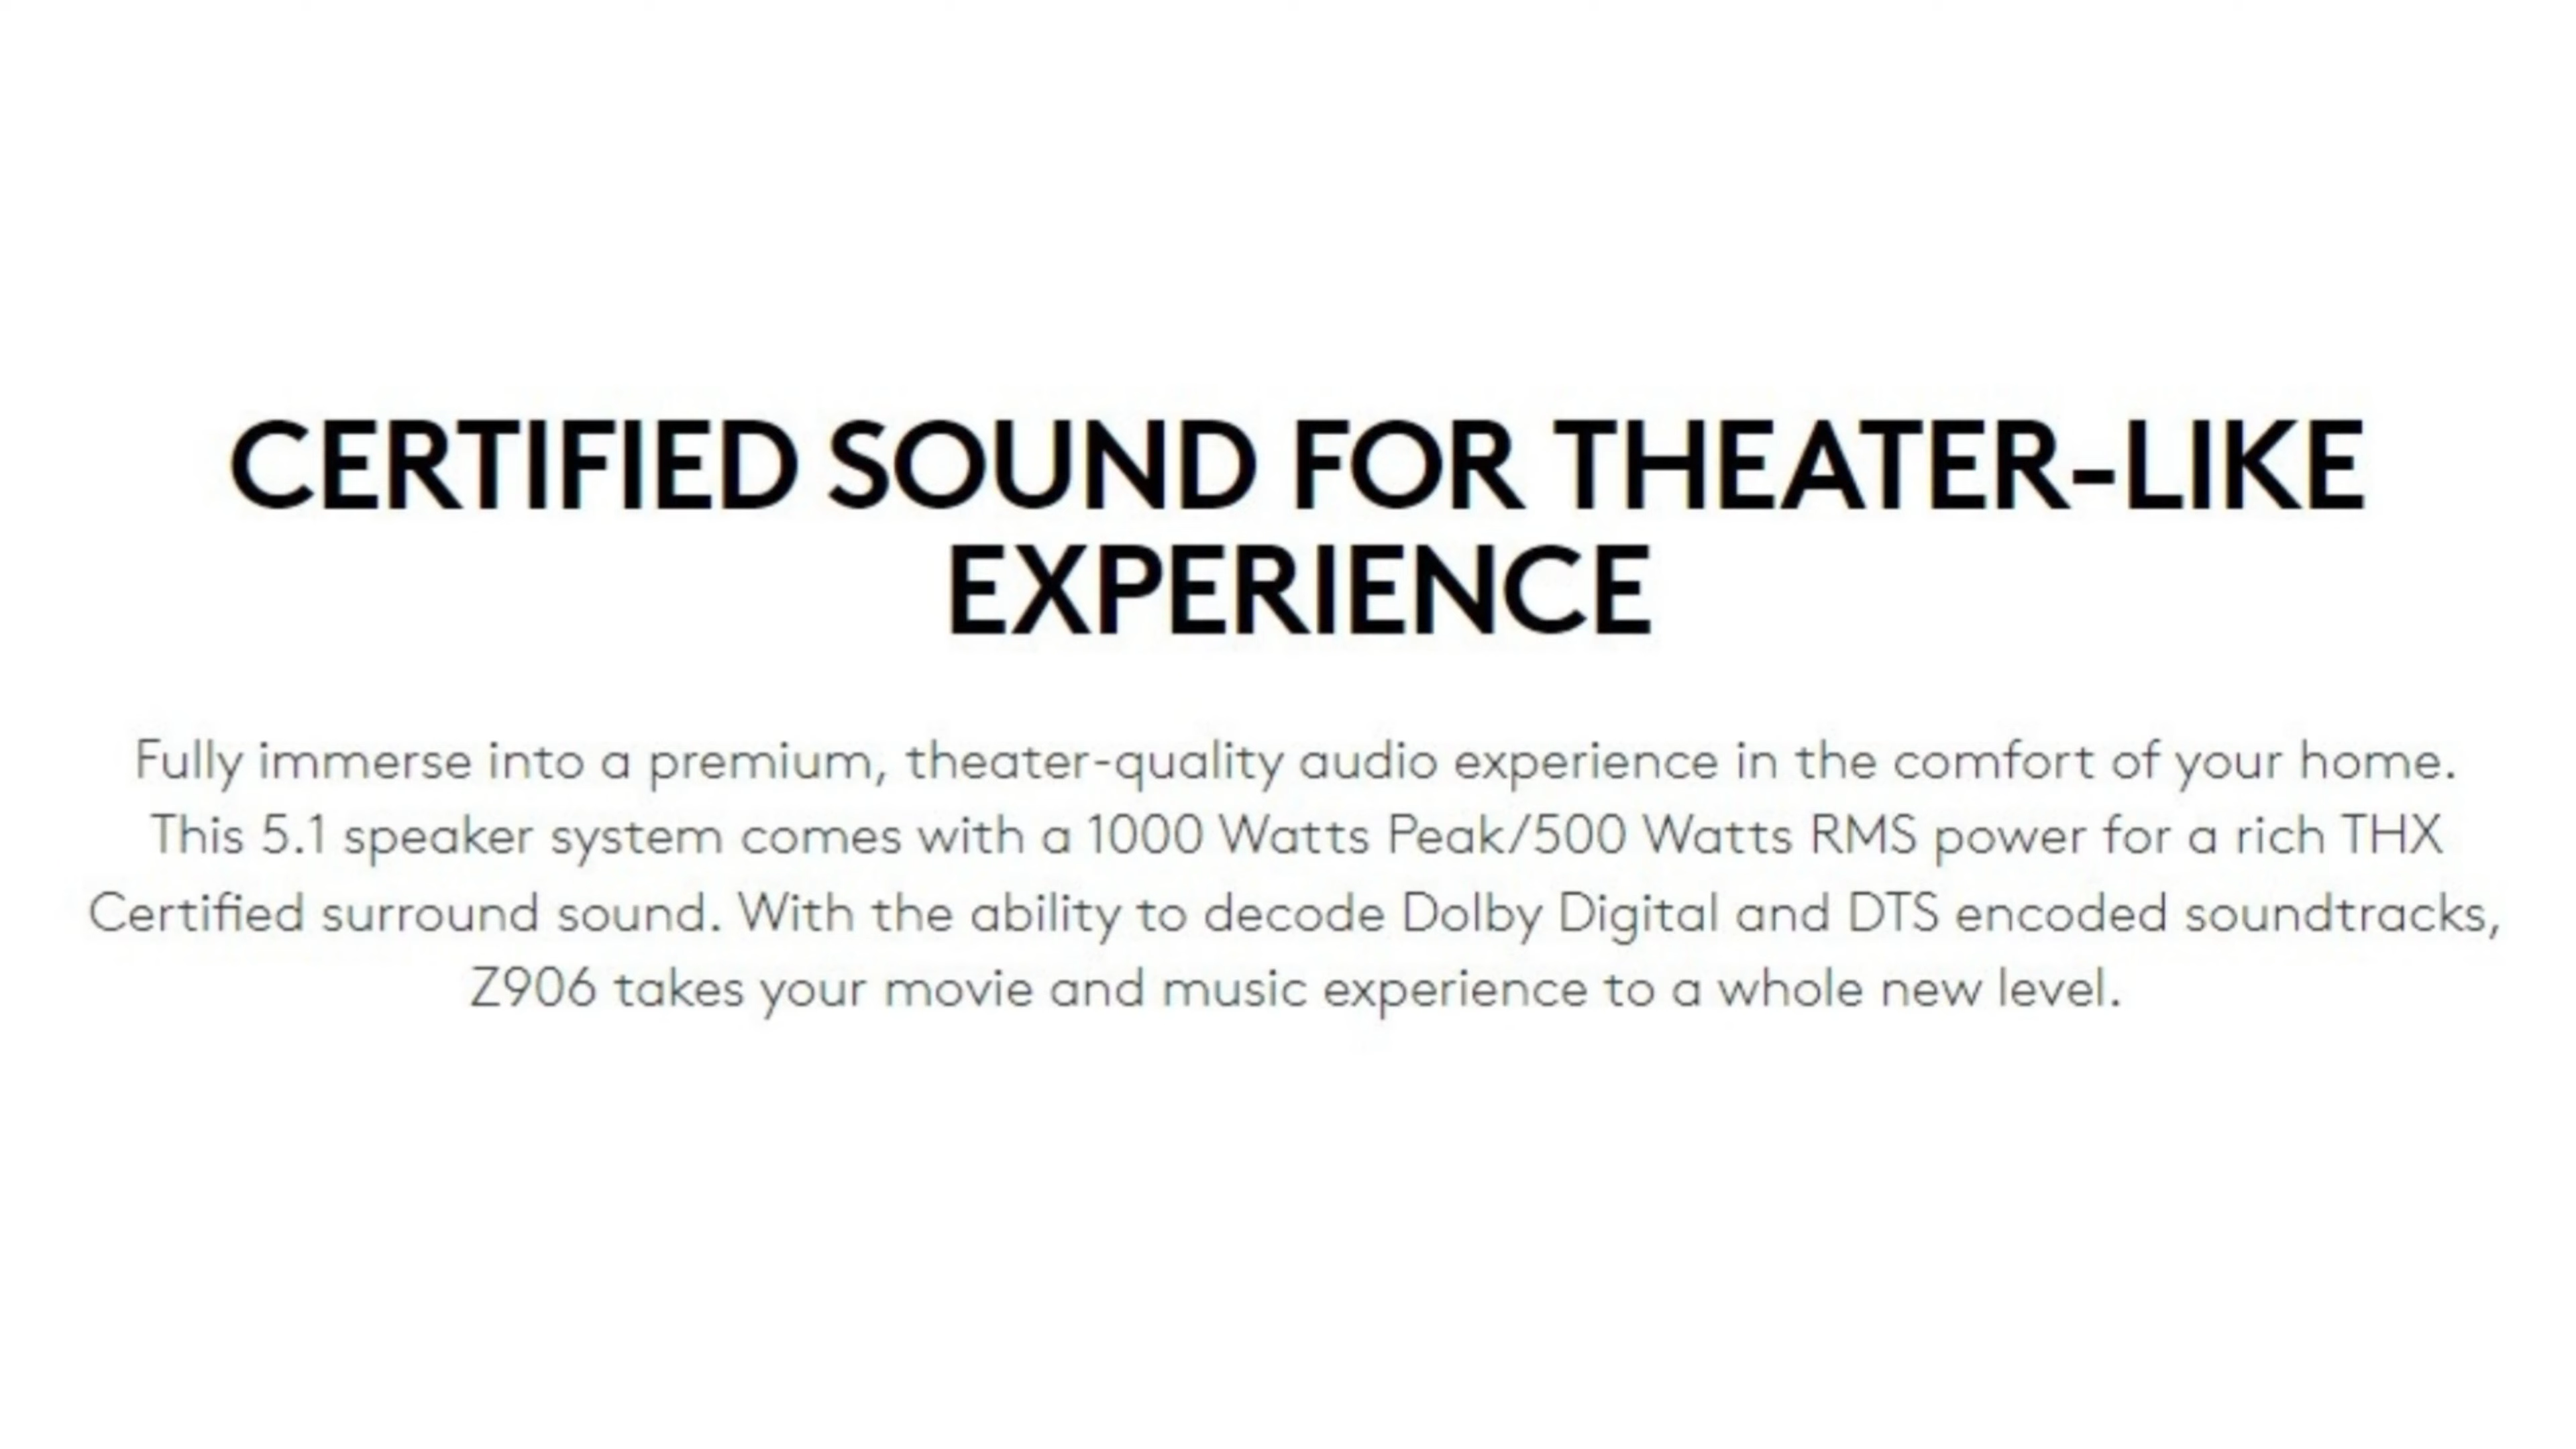 CERTIFIED SOUND FOR THEATER-LIKE
EXPERIENCE
Fully immerse into a premium, theater-quality audio experience in the comfort of your home.
This 5.1 speaker system comes with a 1000 Watts Peak/500 Watts RMS power for a rich THX
Certified surround sound. With the ability to decode Dolby Digital and DTS encoded soundtracks,
Z906 takes your movie and music experience to a whole new level.